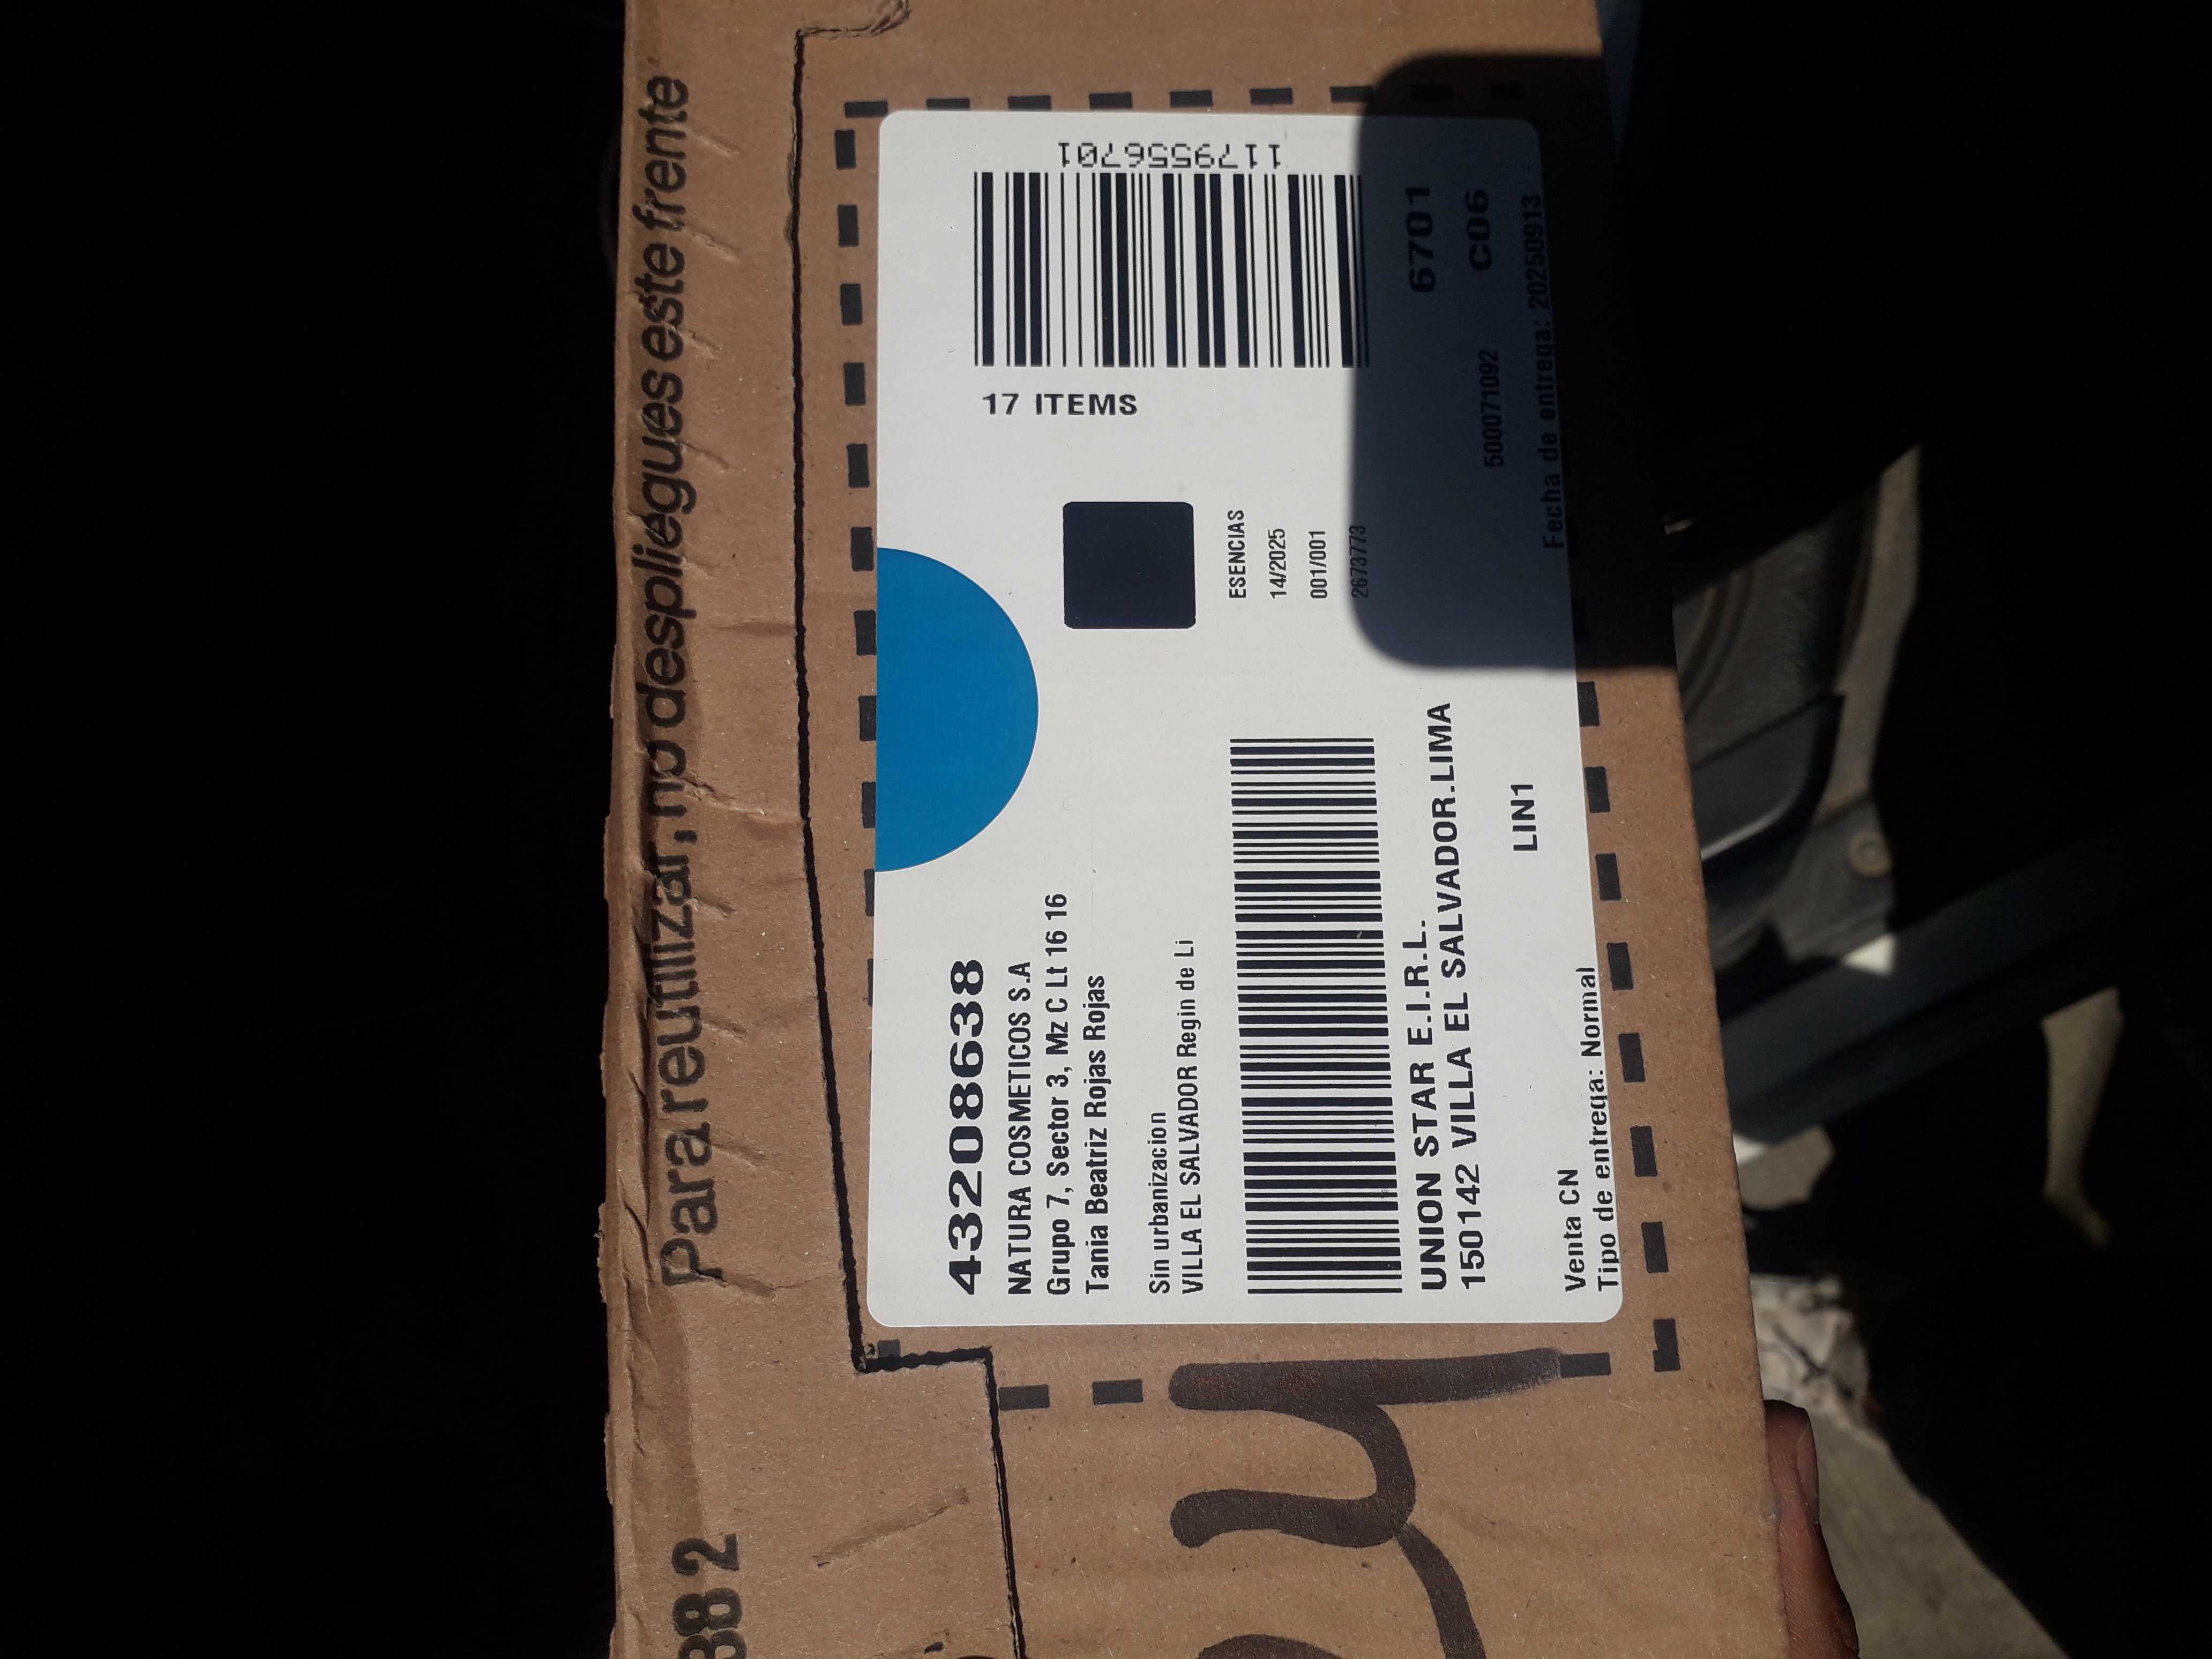 Para reutilizar, no despliegues este frente
882
43208638
NATURA COSMETICOS S.A
Grupo 7, Sector 3, Mz C Lt 16 16
Tania Beatriz Rojas Rojas
Sin urbanizacion
VILLA EL SALVADOR Regin de Li
UNION STAR E.I.R.L.
150142 VILLA EL SALVADOR.LIMA
LIN1
Venta CN
Tipo de entrega: Normal
1179556701
17 ITEMS
ESENCIAS
14/2025
001/001
2673773
6701
500071092 C06
Fecha de entrega: 20250913